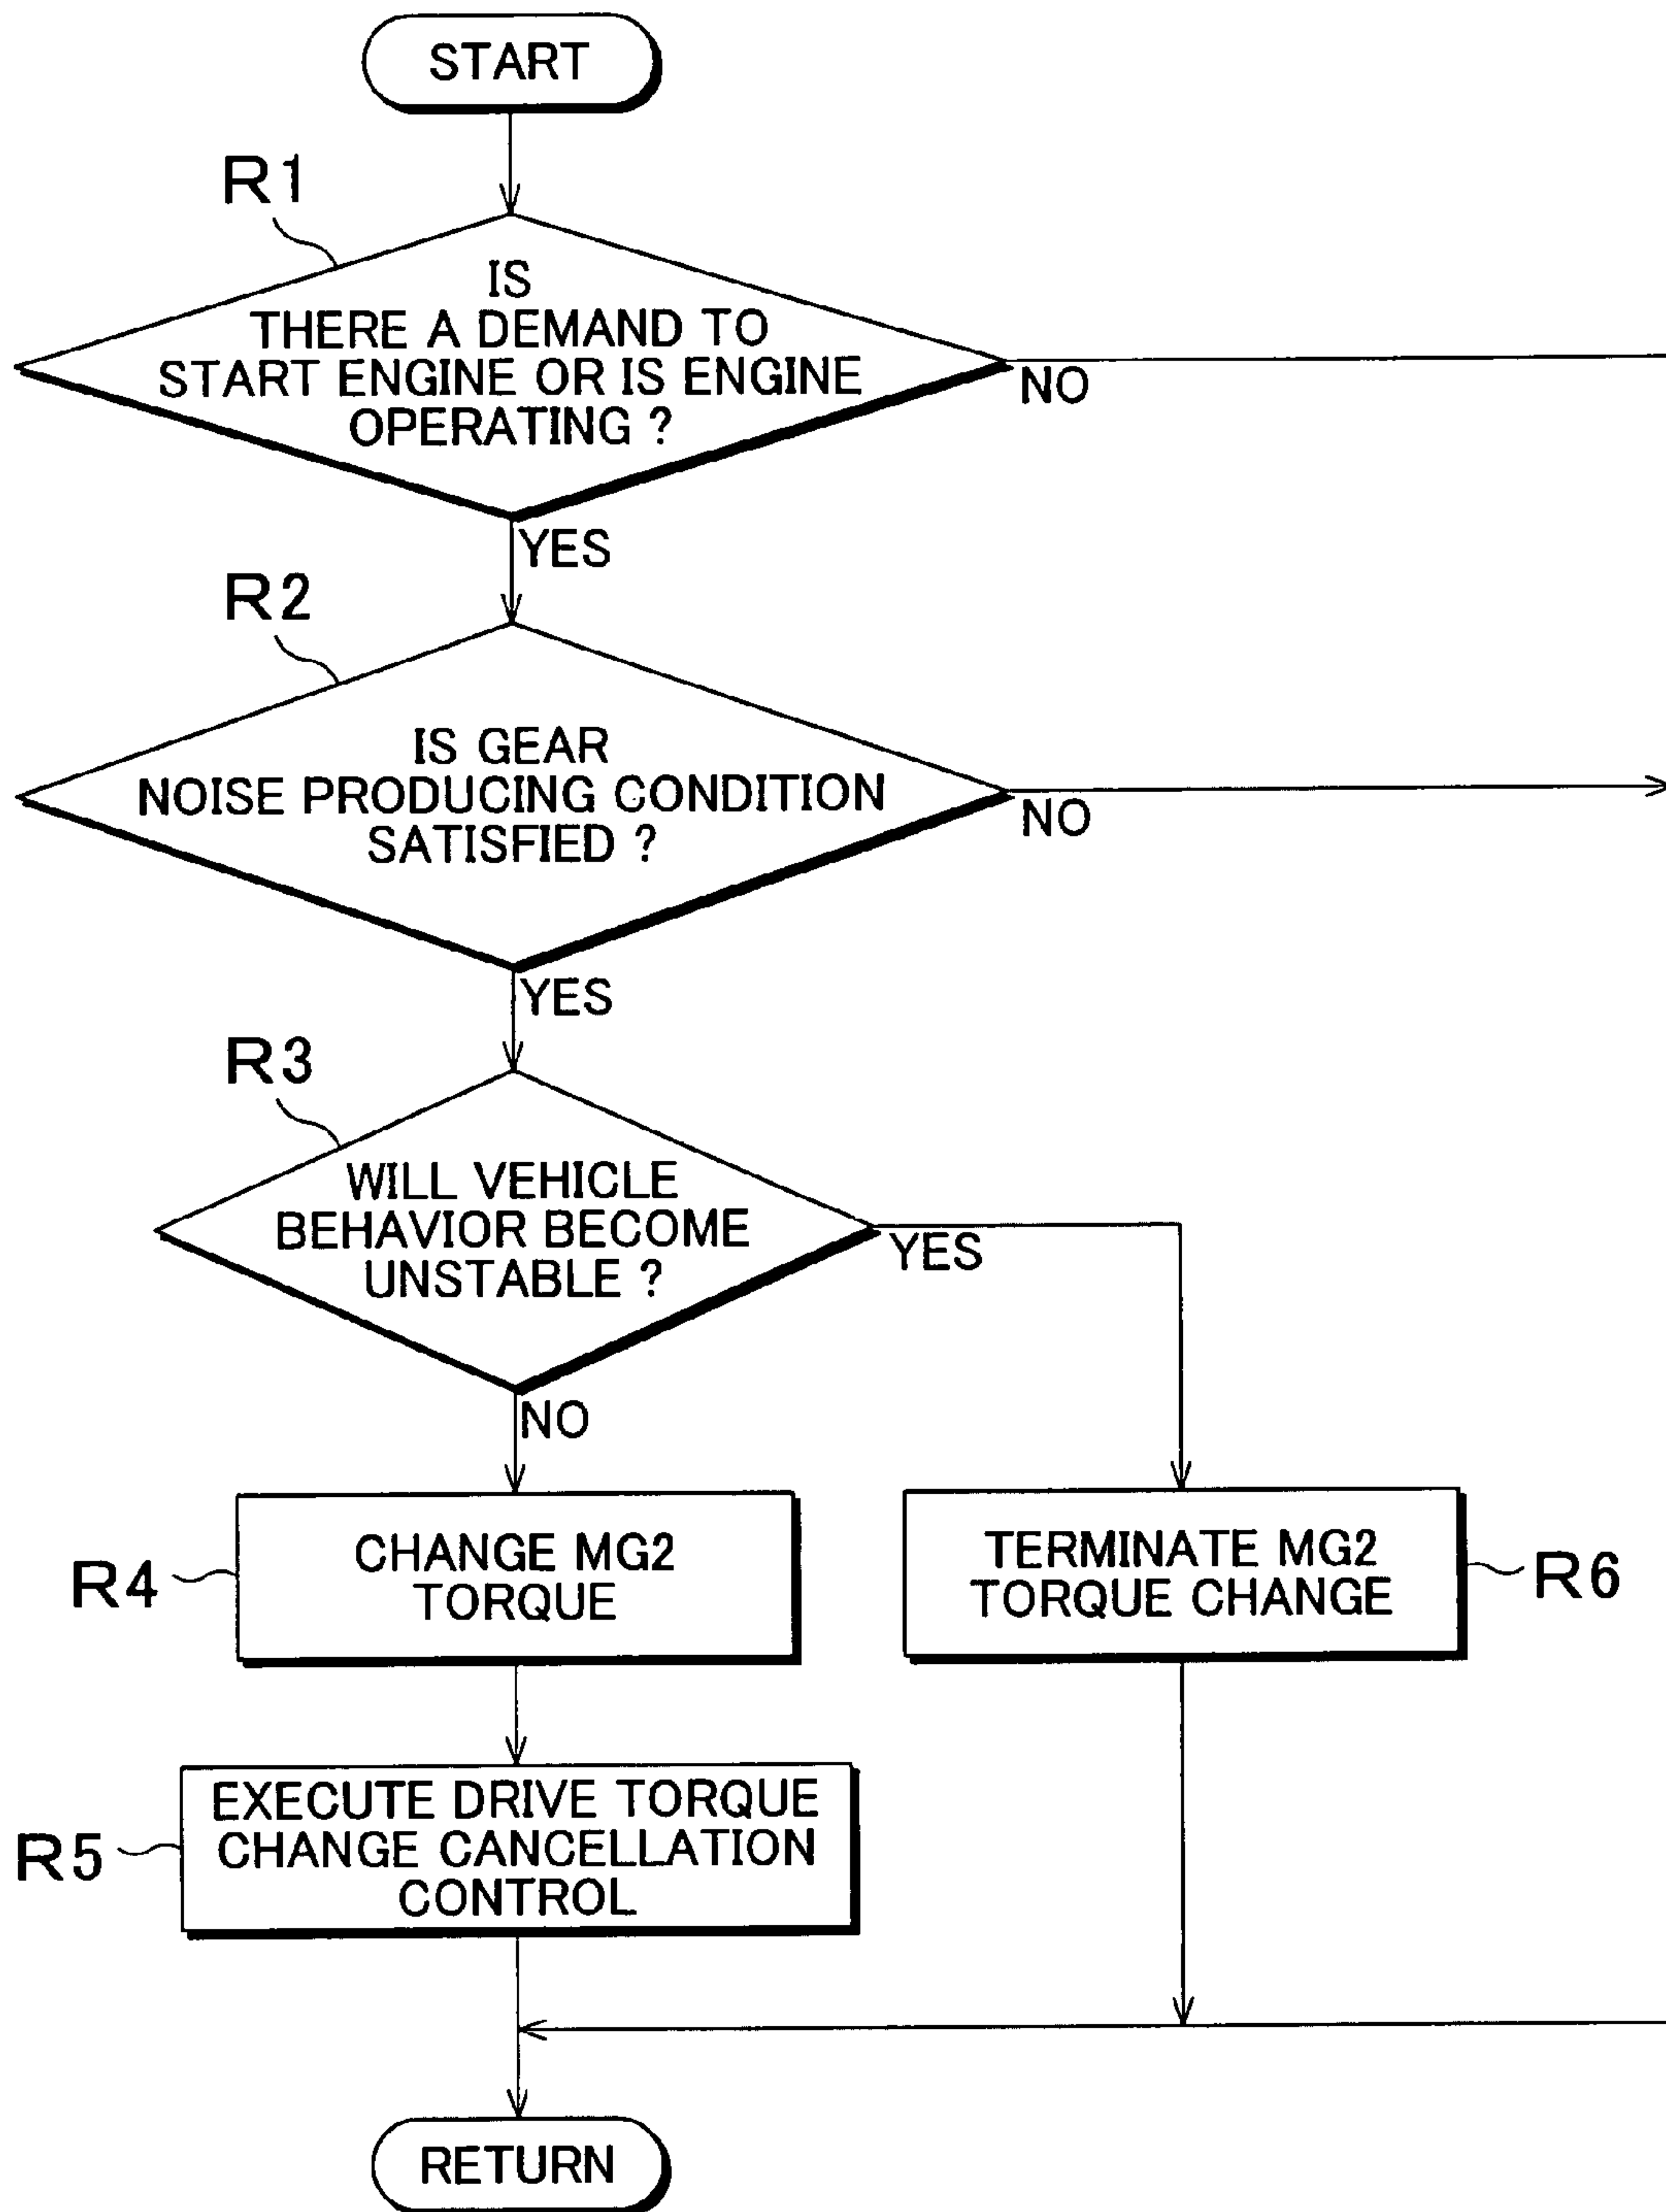 START
R1
IS
THERE A DEMAND TO
START ENGINE OR IS ENGINE
OPERATING ?
NO
YES
R2
IS GEAR
NOISE PRODUCING CONDITION
SATISFIED ?
NO
YES
R3
WILL VEHICLE
BEHAVIOR BECOME
UNSTABLE ?
YES
NO
R4
CHANGE MG2
TORQUE
TERMINATE MG2
TORQUE CHANGE
R6
R5
EXECUTE DRIVE TORQUE
CHANGE CANCELLATION
CONTROL
RETURN